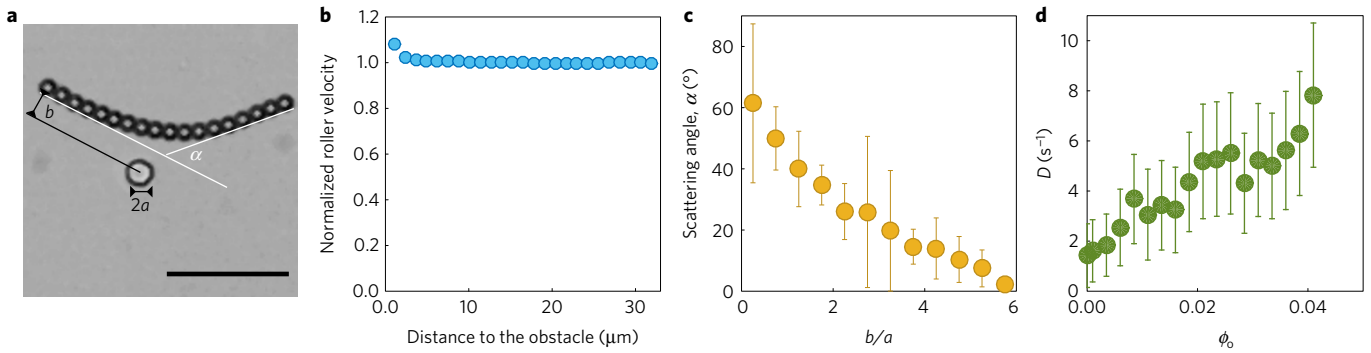 a
b
α
2a
b
Normalized roller velocity
1.2
1.0
0.8
0.6
0.4
0.2
0.0
0
10
20
30
Distance to the obstacle (μm)
c
Scattering angle, α (°)
80
60
40
20
0
0
2
4
6
b/a
d
D (s⁻¹)
10
8
6
4
2
0
0.00
0.02
0.04
ϕₒ